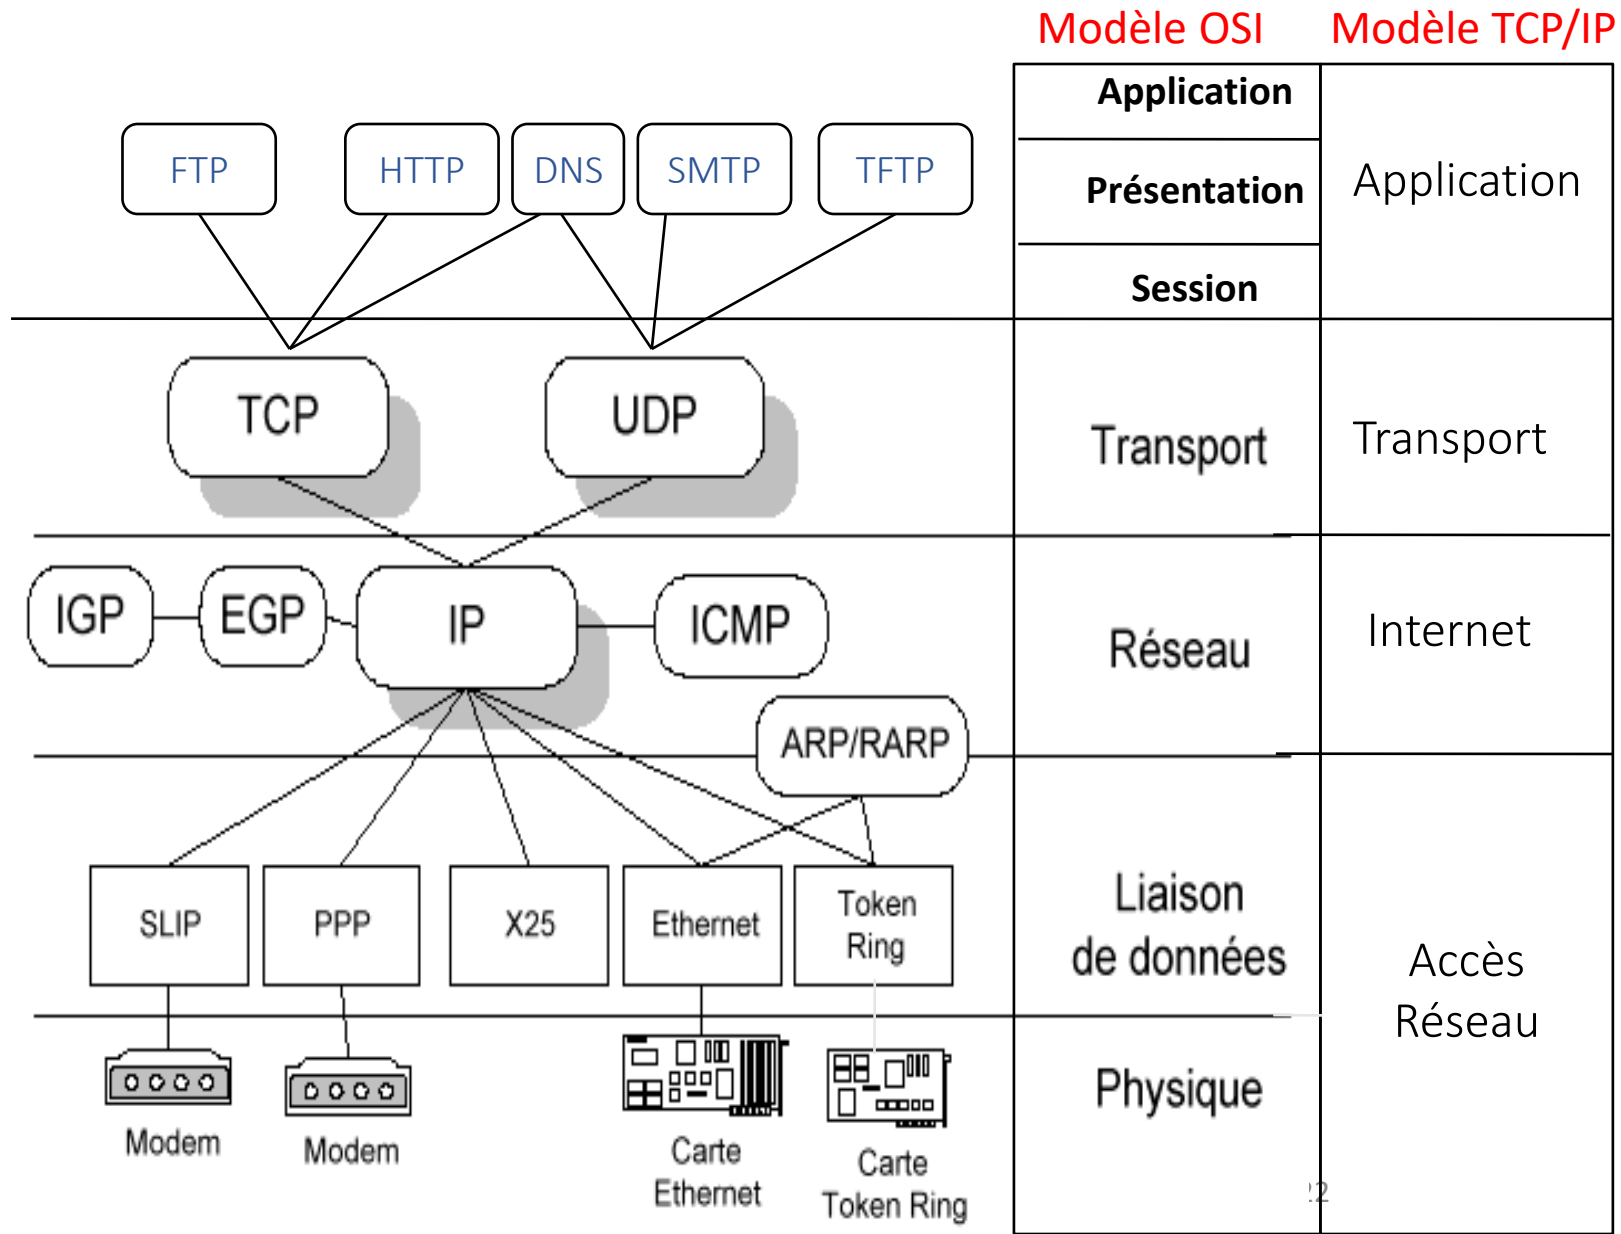 Modèle OSI
Modèle TCP/IP
FTP
HTTP
DNS
SMTP
TFTP
Application
Présentation
Session
Application
TCP
UDP
Transport
Transport
IGP
EGP
IP
ICMP
ARP/RARP
Réseau
Internet
SLIP
PPP
X25
Ethernet
Token
Ring
Liaison
de données
Accès
Réseau
Modem
Modem
Carte
Ethernet
Carte
Token Ring
Physique
22